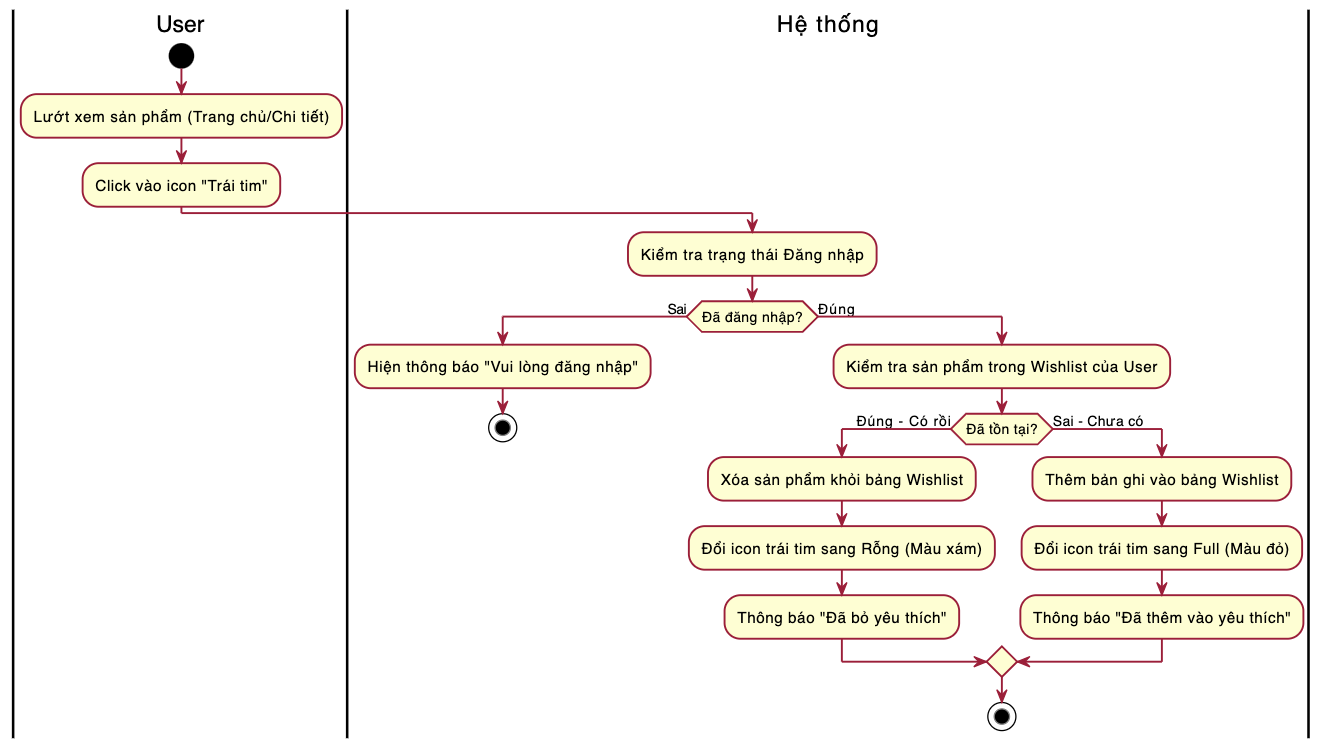 User
Hệ thống
Lướt xem sản phẩm (Trang chủ/Chi tiết)
Click vào icon "Trái tim"
Kiểm tra trạng thái Đăng nhập
Sai
Đã đăng nhập?
Đúng
Hiện thông báo "Vui lòng đăng nhập"
Kiểm tra sản phẩm trong Wishlist của User
Đúng - Có rồi
Đã tồn tại?
Sai - Chưa có
Xóa sản phẩm khỏi bảng Wishlist
Thêm bản ghi vào bảng Wishlist
Đổi icon trái tim sang Rỗng (Màu xám)
Đổi icon trái tim sang Full (Màu đỏ)
Thông báo "Đã bỏ yêu thích"
Thông báo "Đã thêm vào yêu thích"